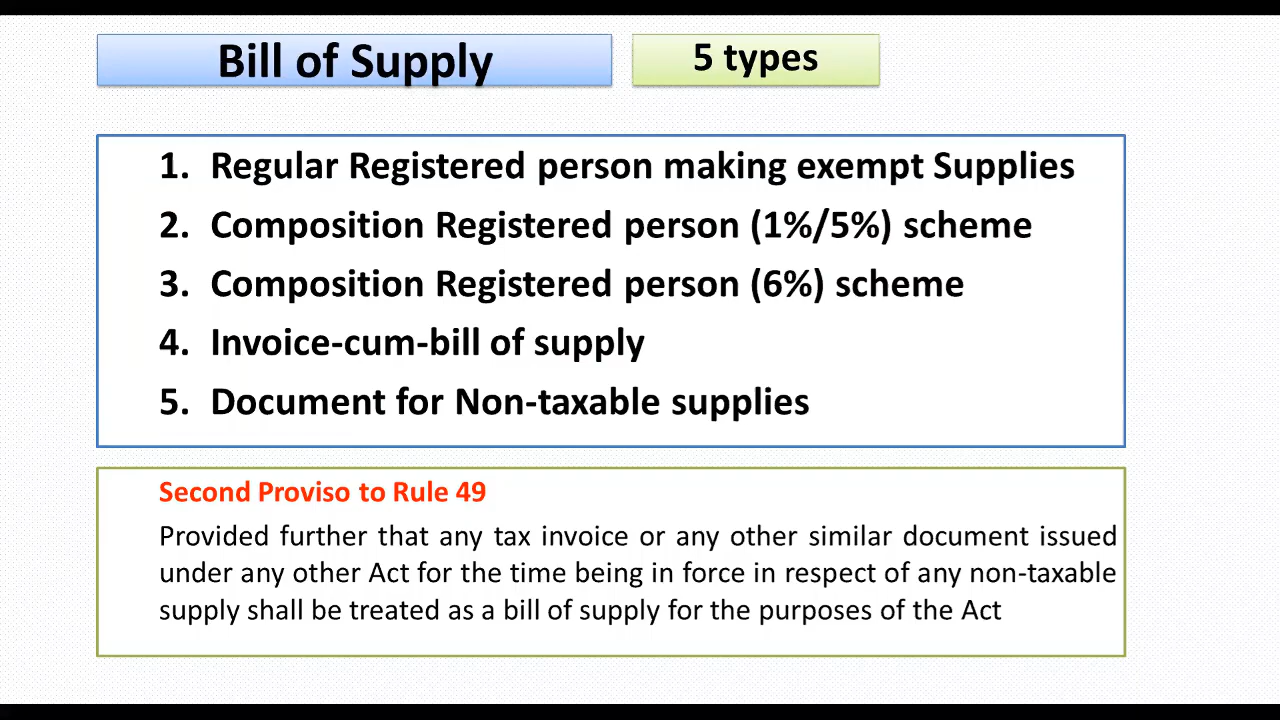 Bill of Supply
5 types
1. Regular Registered person making exempt Supplies
2. Composition Registered person (1%/5%) scheme
3. Composition Registered person (6%) scheme
4. Invoice-cum-bill of supply
5. Document for Non-taxable supplies
Second Proviso to Rule 49
Provided further that any tax invoice or any other similar document issued
under any other Act for the time being in force in respect of any non-taxable
supply shall be treated as a bill of supply for the purposes of the Act